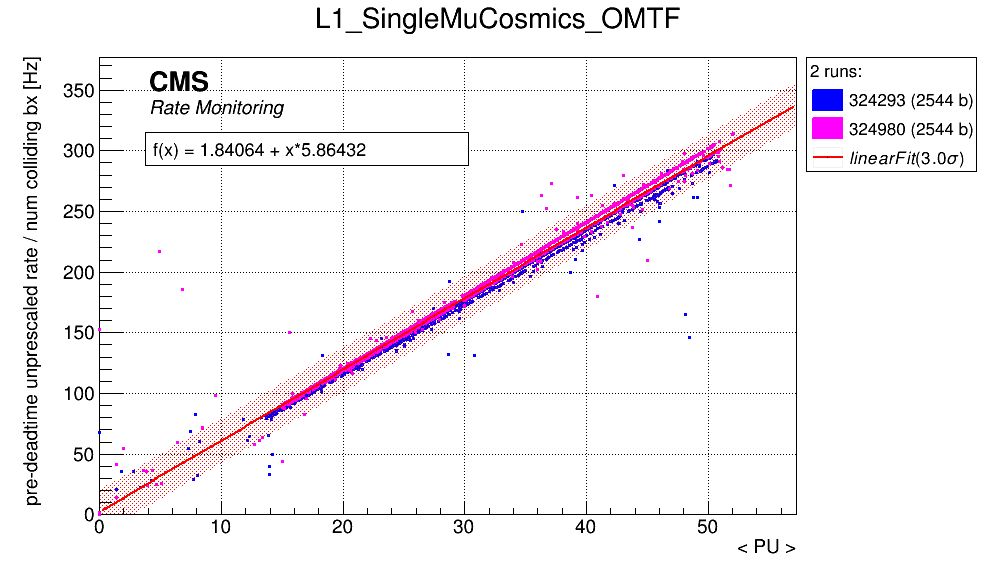 L1_SingleMuCosmics_OMTF
pre-deadtime unprescaled rate / num colliding bx [Hz]
CMS
Rate Monitoring
f(x) = 1.84064 + x*5.86432
350
300
250
200
150
100
50
0
0 10 20 30 40 50
< PU >
2 runs:
324293 (2544 b)
324980 (2544 b)
linearFit(3.0σ)